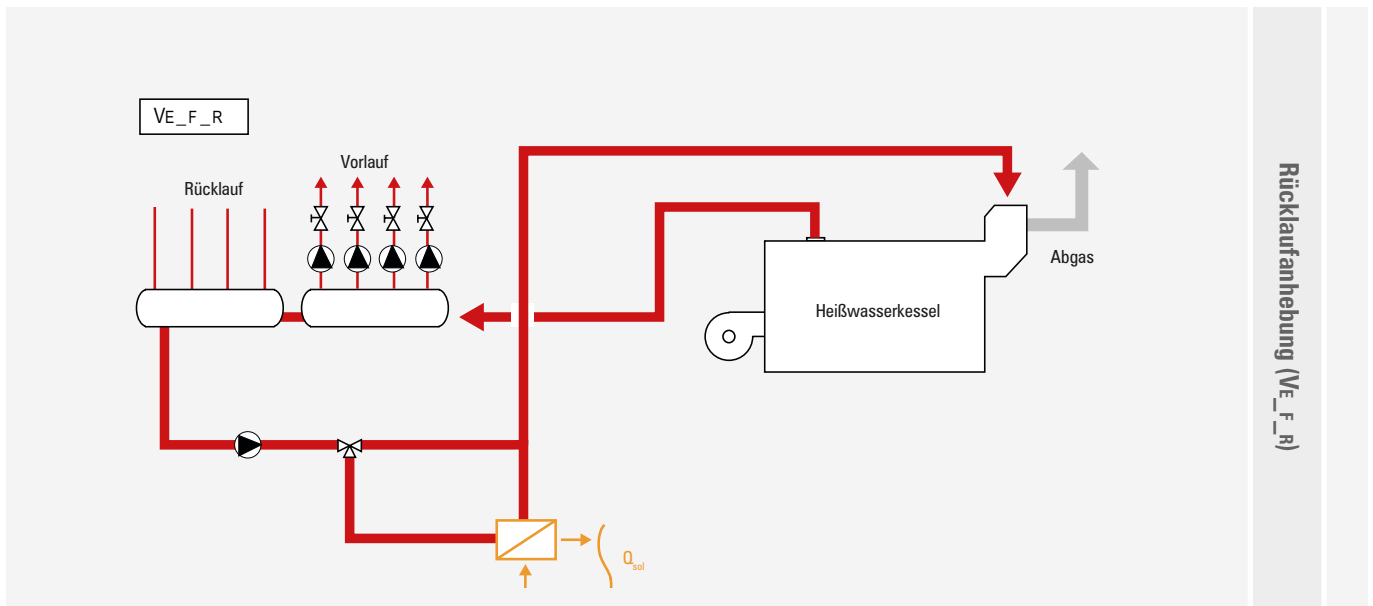 VE_F_R
Vorlauf
Rücklauf
Abgas
Heißwasserkessel
Qsol
Rücklaufanhebung (VE_F_R)